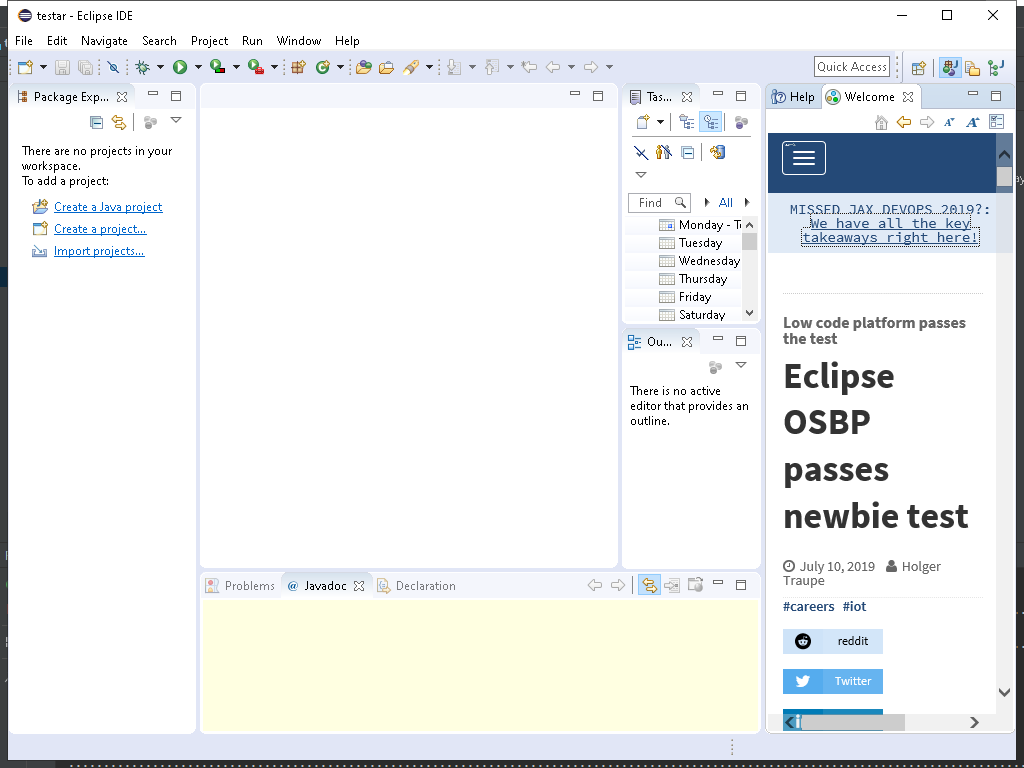 testar - Eclipse IDE
File Edit Navigate Search Project Run Window Help
Quick Access
Package Exp...
There are no projects in your
workspace.
To add a project:
Create a Java project
Create a project...
Import projects...
Tas...
Find
All
Monday - T
Tuesday
Wednesday
Thursday
Friday
Saturday
Ou...
There is no active
editor that provides an
outline.
Problems @ Javadoc Declaration
Help Welcome
MISSED JAX DEVOPS 2019?:
We have all the key
takeaways right here!
Low code platform passes
the test
Eclipse
OSBP
passes
newbie test
July 10, 2019 Holger
Traupe
#careers #iot
reddit
Twitter